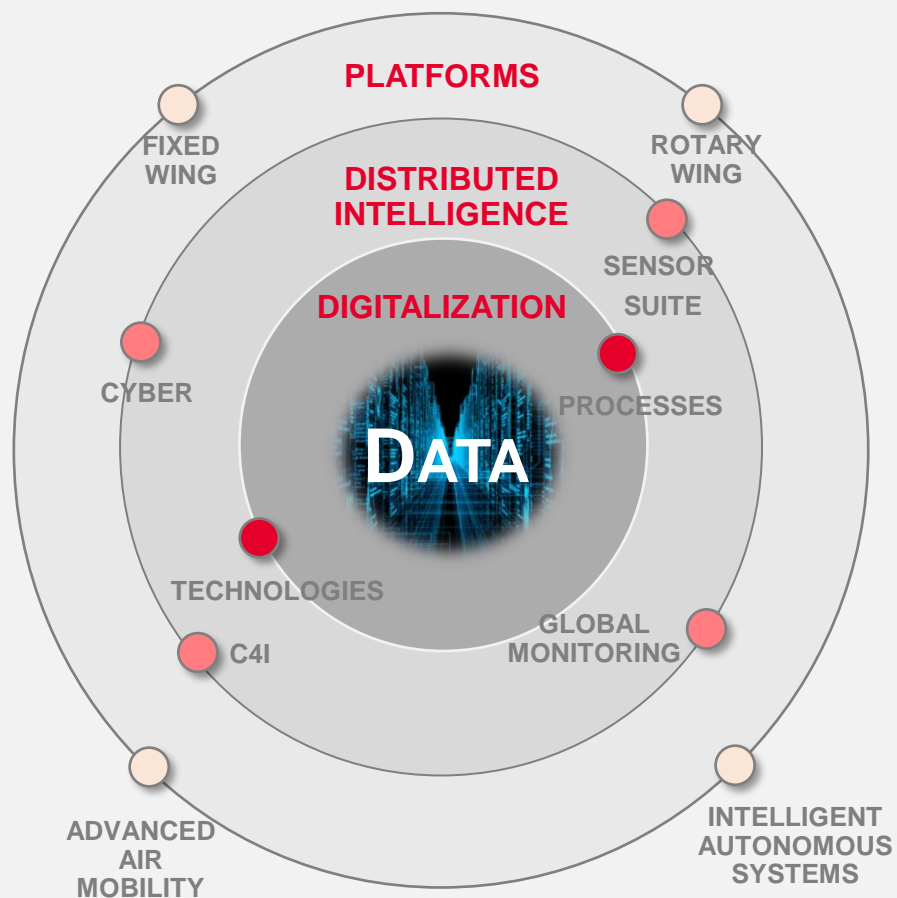 PLATFORMS
FIXED
WING
ROTARY
WING
DISTRIBUTED
INTELLIGENCE
SENSOR
SUITE
DIGITALIZATION
CYBER
PROCESSES
DATA
TECHNOLOGIES
C4I
GLOBAL
MONITORING
ADVANCED
AIR
MOBILITY
INTELLIGENT
AUTONOMOUS
SYSTEMS